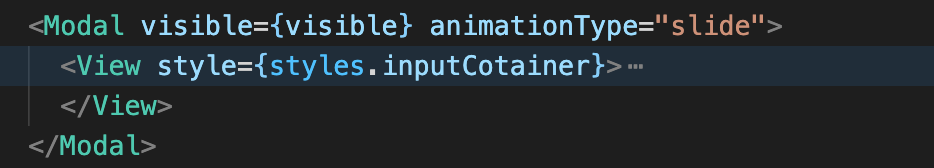 <Modal visible={visible} animationType="slide">
<View style={styles.inputCotainer}>⋯
</View>
</Modal>